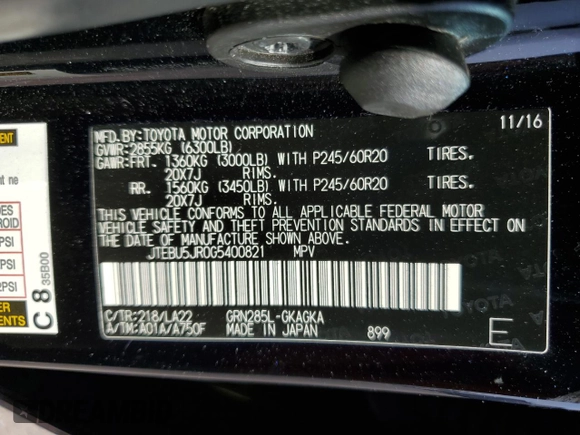 11/16
MFD.BY:TOYOTA MOTOR CORPORATION
GVWR:2855KG (6300LB)
GAWR:FRT. 1360KG (3000LB) WITH P245/60R20 TIRES.
20X7J RIMS.
RR. 1560KG (3450LB) WITH P245/60R20 TIRES.
20X7J RIMS.
THIS VEHICLE CONFORMS TO ALL APPLICABLE FEDERAL MOTOR
VEHICLE SAFETY AND THEFT PREVENTION STANDARDS IN EFFECT ON
THE DATE OF MANUFACTURE SHOWN ABOVE.
JTEBU5JR0G5400821 MPV
C/TR:218/LA22 GRN285L-GKAGKA
A/TM:A01A/A750F MADE IN JAPAN 899
E
TOYOTA
C 8 35B00
PSI
PSI
PSI
DREAMBID